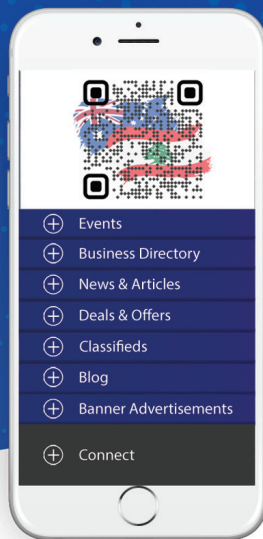 Events
Business Directory
News & Articles
Deals & Offers
Classifieds
Blog
Banner Advertisements
Connect